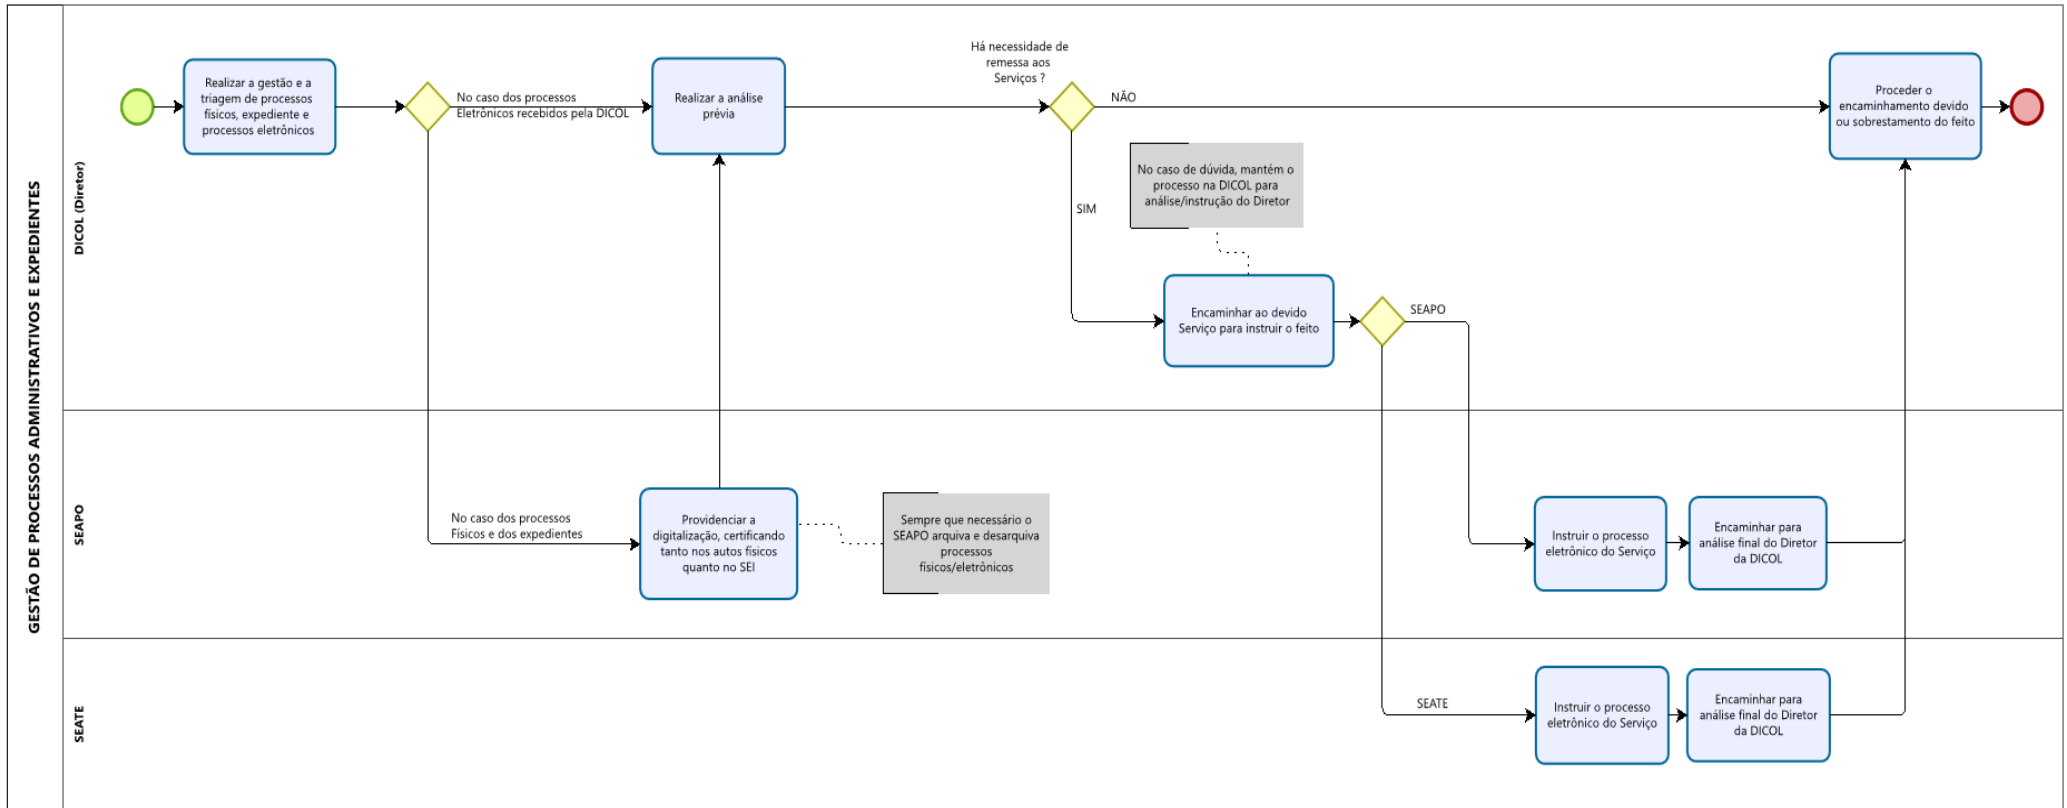 GESTÃO DE PROCESSOS ADMINISTRATIVOS E EXPEDIENTES
DICOL (Diretor)
Realizar a gestão e a
triagem de processos
físicos, expediente e
processos eletrônicos
No caso dos processos
Eletrônicos recebidos pela DICOL
Realizar a análise
prévia
Há necessidade de
remessa aos
Serviços ?
NÃO
Proceder o
encaminhamento devido
ou sobrestamento do feito
No caso de dúvida, mantém o
processo na DICOL para
análise/instrução do Diretor
SIM
Encaminhar ao devido
Serviço para instruir o feito
SEAPO
SEAPO
No caso dos processos
Físicos e dos expedientes
Providenciar a
digitalização, certificando
tanto nos autos físicos
quanto no SEI
Sempre que necessário o
SEAPO arquiva e desarquiva
processos
físicos/eletrônicos
Instruir o processo
eletrônico do Serviço
Encaminhar para
análise final do Diretor
da DICOL
SEATE
SEATE
Instruir o processo
eletrônico do Serviço
Encaminhar para
análise final do Diretor
da DICOL